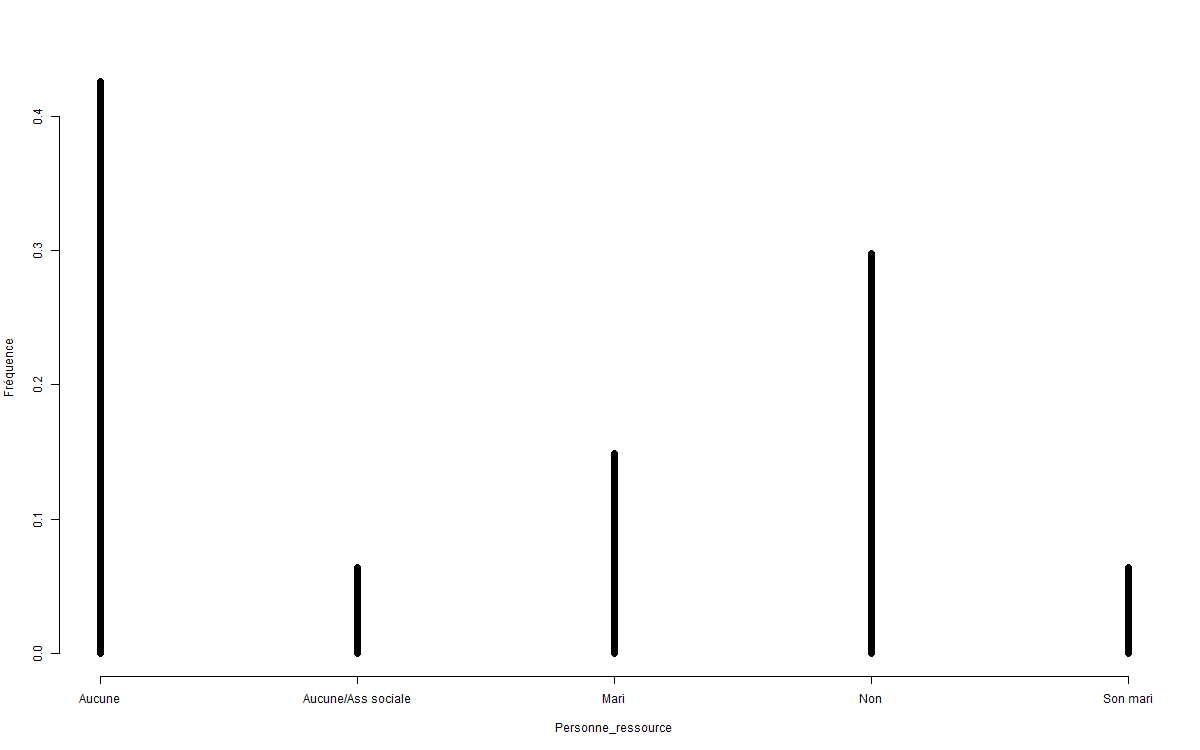 0.4
0.3
0.2
0.1
0.0
Fréquence
Aucune
Aucune/Ass sociale
Mari
Non
Son mari
Personne_ressource